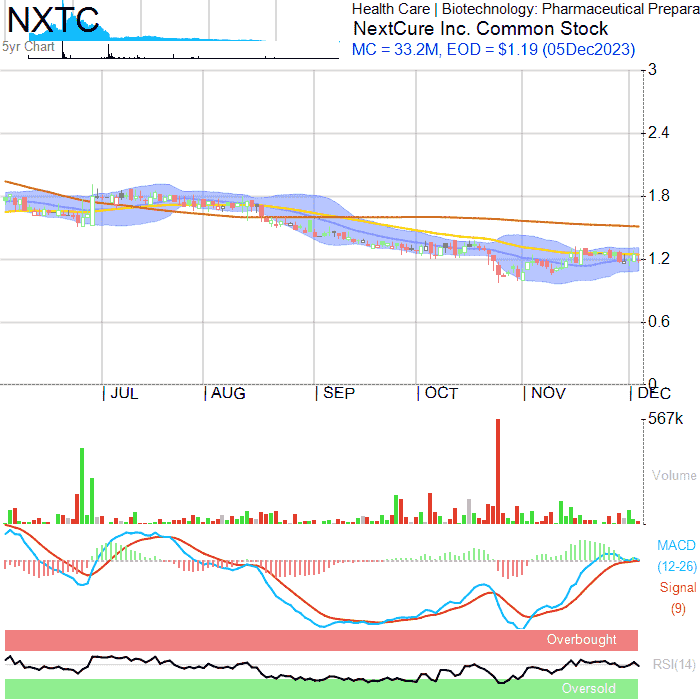 NXTC
Health Care | Biotechnology: Pharmaceutical Prepara
NextCure Inc. Common Stock
5yr Chart
MC = 33.2M, EOD = $1.19 (05Dec2023)
3
2.4
1.8
1.2
0.6
0
JUL AUG SEP OCT NOV DEC
567k
Volume
MACD
(12-26)
Signal
(9)
Overbought
RSI(14)
Oversold